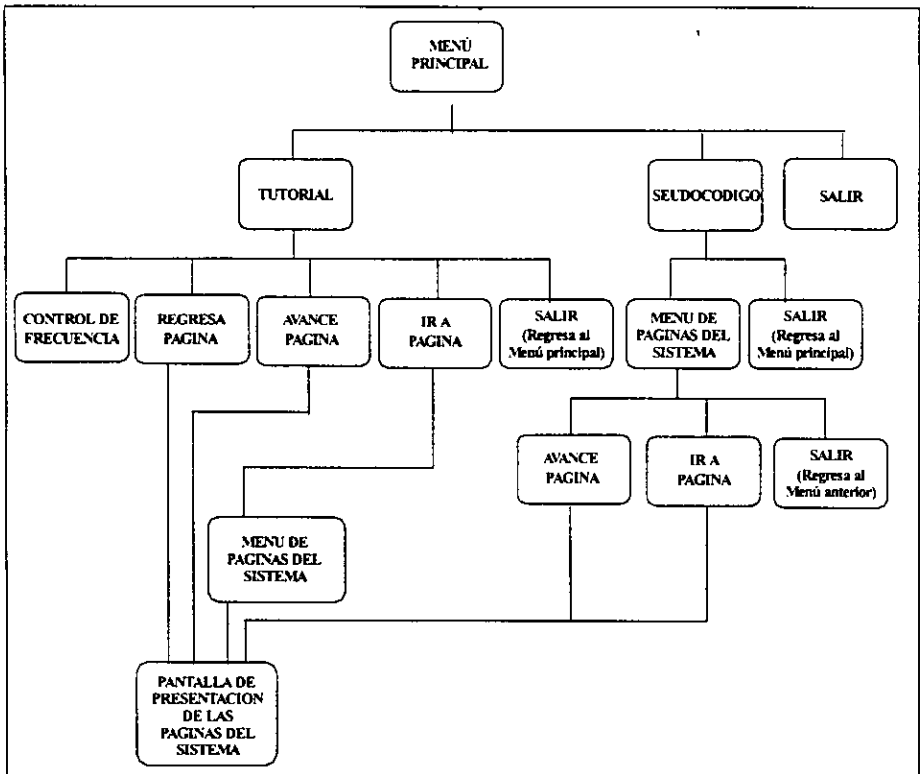 MENÚ
PRINCIPAL
TUTORIAL
SEUDOCODIGO
SALIR
CONTROL DE
FRECUENCIA
REGRESA
PAGINA
AVANCE
PAGINA
IR A
PAGINA
SALIR
(Regresa al
Menú principal)
MENU DE
PAGINAS DEL
SISTEMA
SALIR
(Regresa al
Menú principal)
AVANCE
PAGINA
IR A
PAGINA
SALIR
(Regresa al
Menú anterior)
MENU DE
PAGINAS DEL
SISTEMA
PANTALLA DE
PRESENTACION
DE LAS
PAGINAS DEL
SISTEMA